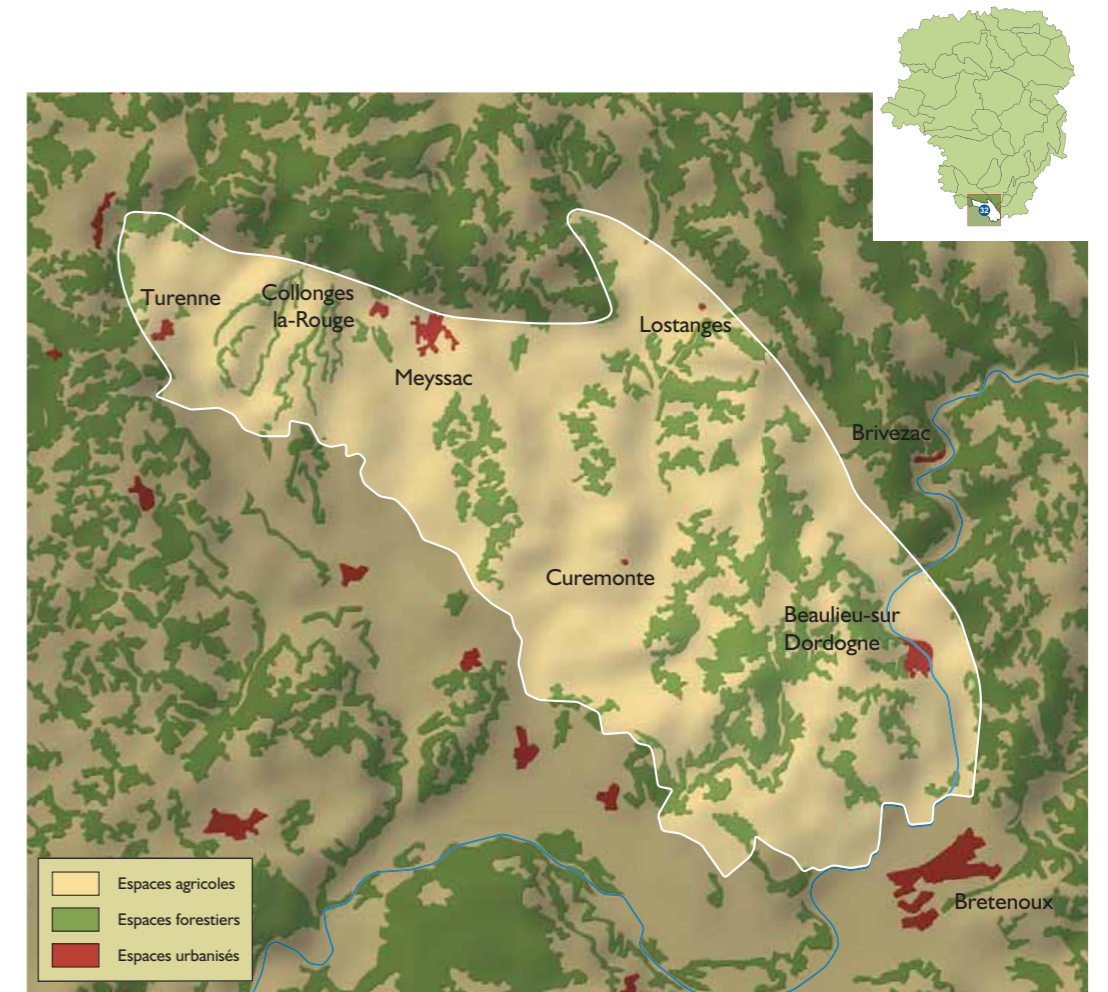 32
Turenne
Collonges
la-Rouge
Meyssac
Lostanges
Brivezac
Curemonte
Beaulieu-sur
Dordogne
Bretenoux
Espaces agricoles
Espaces forestiers
Espaces urbanisés